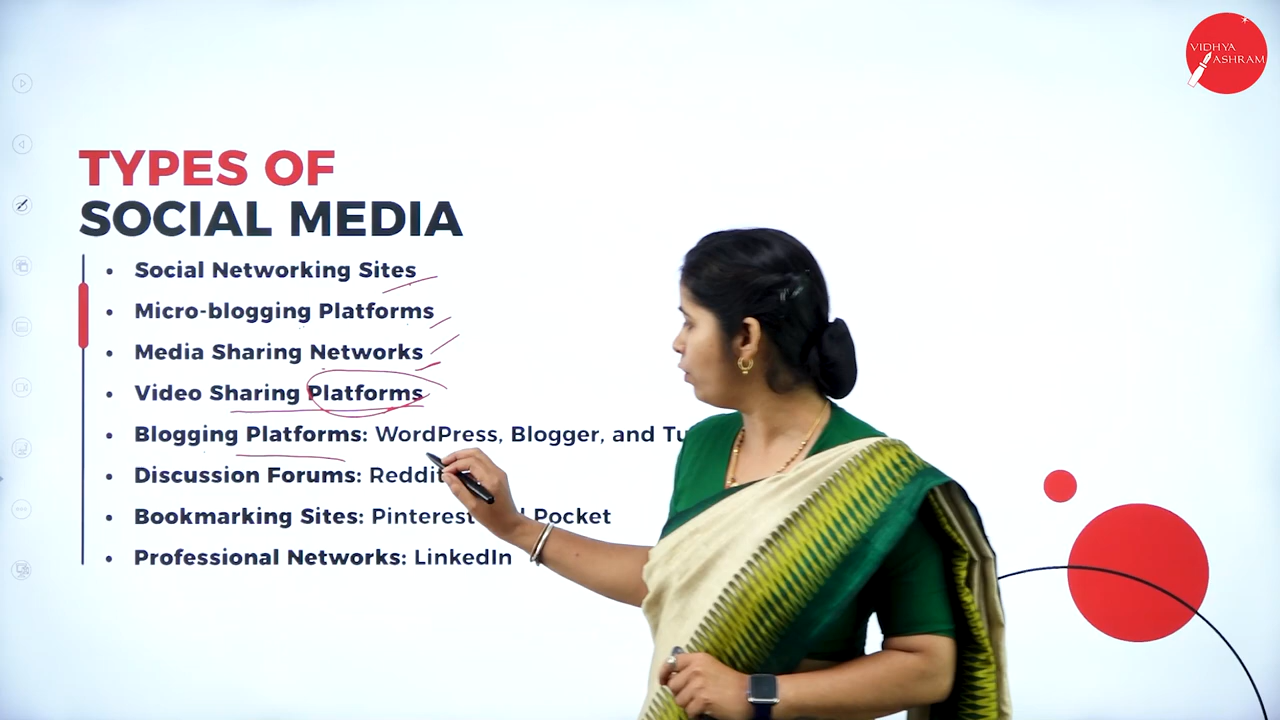 VIDHYA
ASHRAM
TYPES OF
SOCIAL MEDIA
• Social Networking Sites
• Micro-blogging Platforms
• Media Sharing Networks
• Video Sharing Platforms
• Blogging Platforms: WordPress, Blogger, and
• Discussion Forums: Reddit
• Bookmarking Sites: Pinterest Pocket
• Professional Networks: LinkedIn